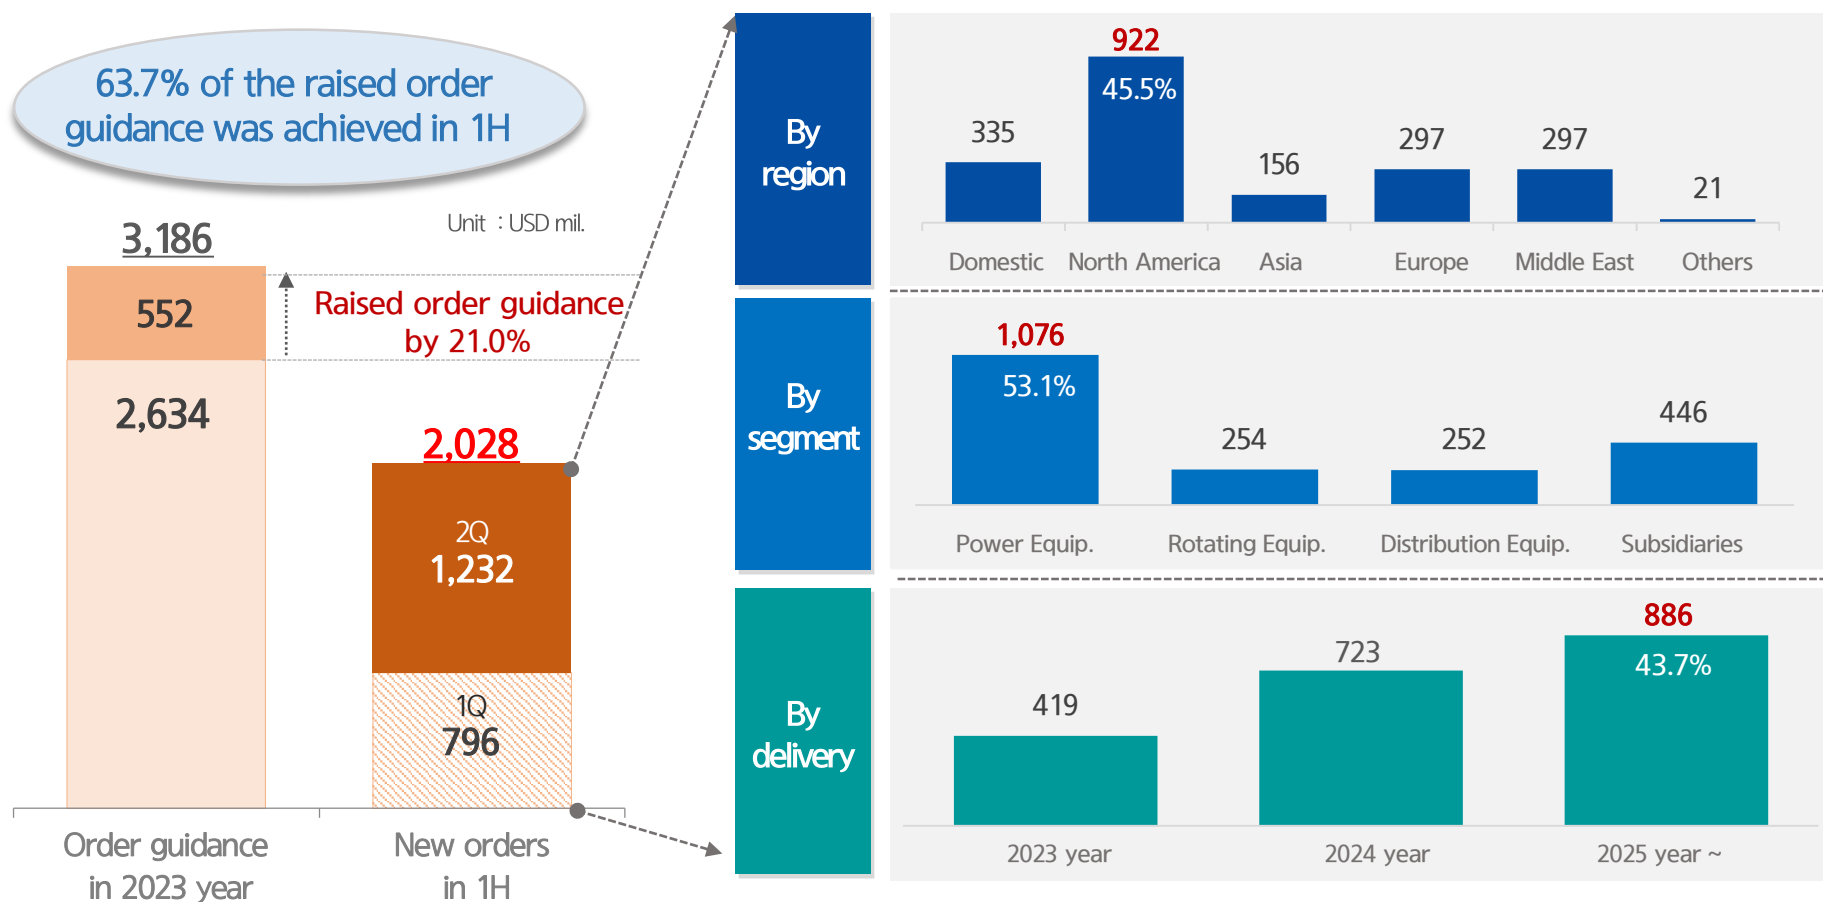 63.7% of the raised order
guidance was achieved in 1H
Unit : USD mil.
3,186
552
Raised order guidance
by 21.0%
2,634
2,028
2Q
1,232
1Q
796
Order guidance
in 2023 year
New orders
in 1H
By
region
922
45.5%
335
156
297
297
21
Domestic
North America
Asia
Europe
Middle East
Others
By
segment
1,076
53.1%
254
252
446
Power Equip.
Rotating Equip.
Distribution Equip.
Subsidiaries
By
delivery
419
723
886
43.7%
2023 year
2024 year
2025 year ~